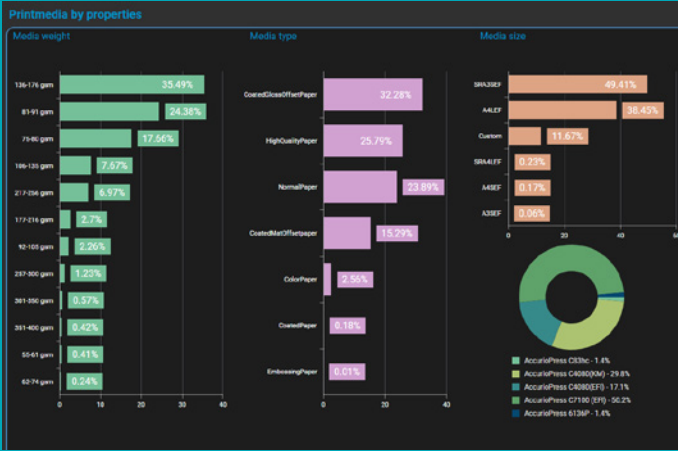 Printmedia by properties
Media weight
136-176 gsm 35.49%
81-91 gsm 24.38%
75-80 gsm 17.56%
106-135 gsm 7.67%
217-256 gsm 6.97%
177-216 gsm 2.7%
92-105 gsm 2.26%
257-300 gsm 1.23%
301-350 gsm 0.57%
351-400 gsm 0.42%
55-61 gsm 0.41%
62-74 gsm 0.24%
0 10 20 30 40
Media type
CoatedGlossOffsetPaper 32.28%
HighQualityPaper 25.79%
NormalPaper 23.89%
CoatedMatOffsetpaper 15.29%
ColorPaper 2.56%
CoatedPaper 0.18%
EmbossingPaper 0.01%
0 20 40
Media size
SRA3SEF 49.41%
A4LEF 38.45%
Custom 11.67%
SRA4LEF 0.23%
A4SEF 0.17%
A3SEF 0.06%
0 20 40 60
AccurioPress C83hc - 1.4%
AccurioPress C4080(KM) - 29.8%
AccurioPress C4080(EFI) - 17.1%
AccurioPress C7100 (EFI) - 50.2%
AccurioPress 6136P - 1.4%